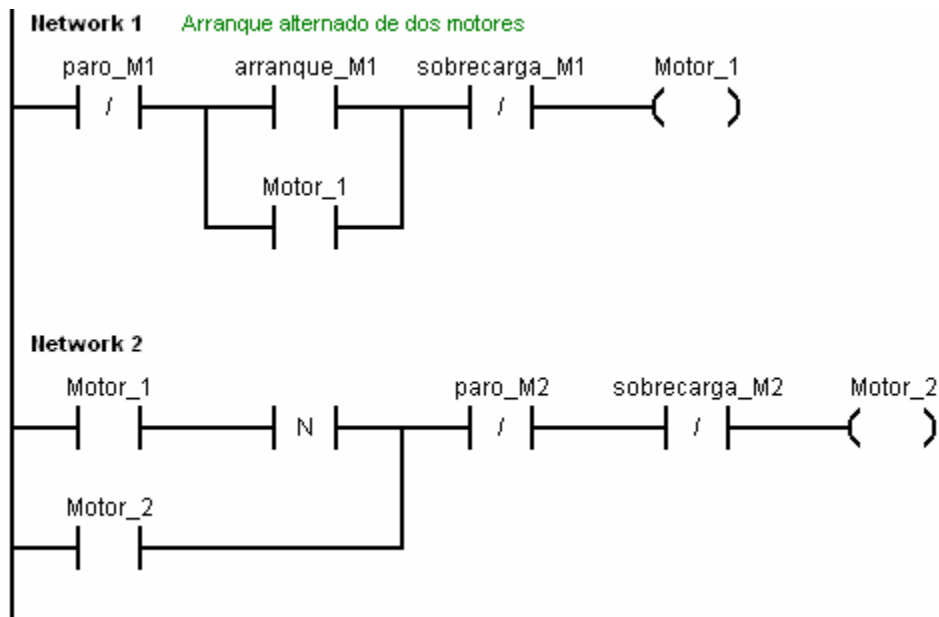 Network 1 Arranque alternado de dos motores
paro_M1 arranque_M1 sobrecarga_M1 Motor_1
/ /
Motor_1
Network 2
Motor_1 paro_M2 sobrecarga_M2 Motor_2
N / /
Motor_2